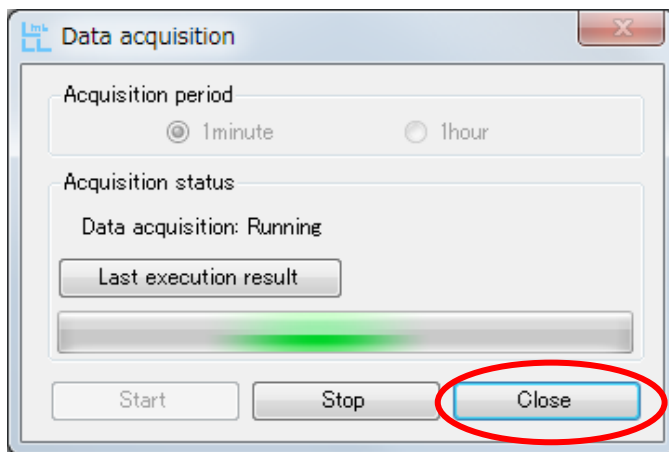 Data acquisition
Acquisition period
1minute 1hour
Acquisition status
Data acquisition: Running
Last execution result
Start Stop Close